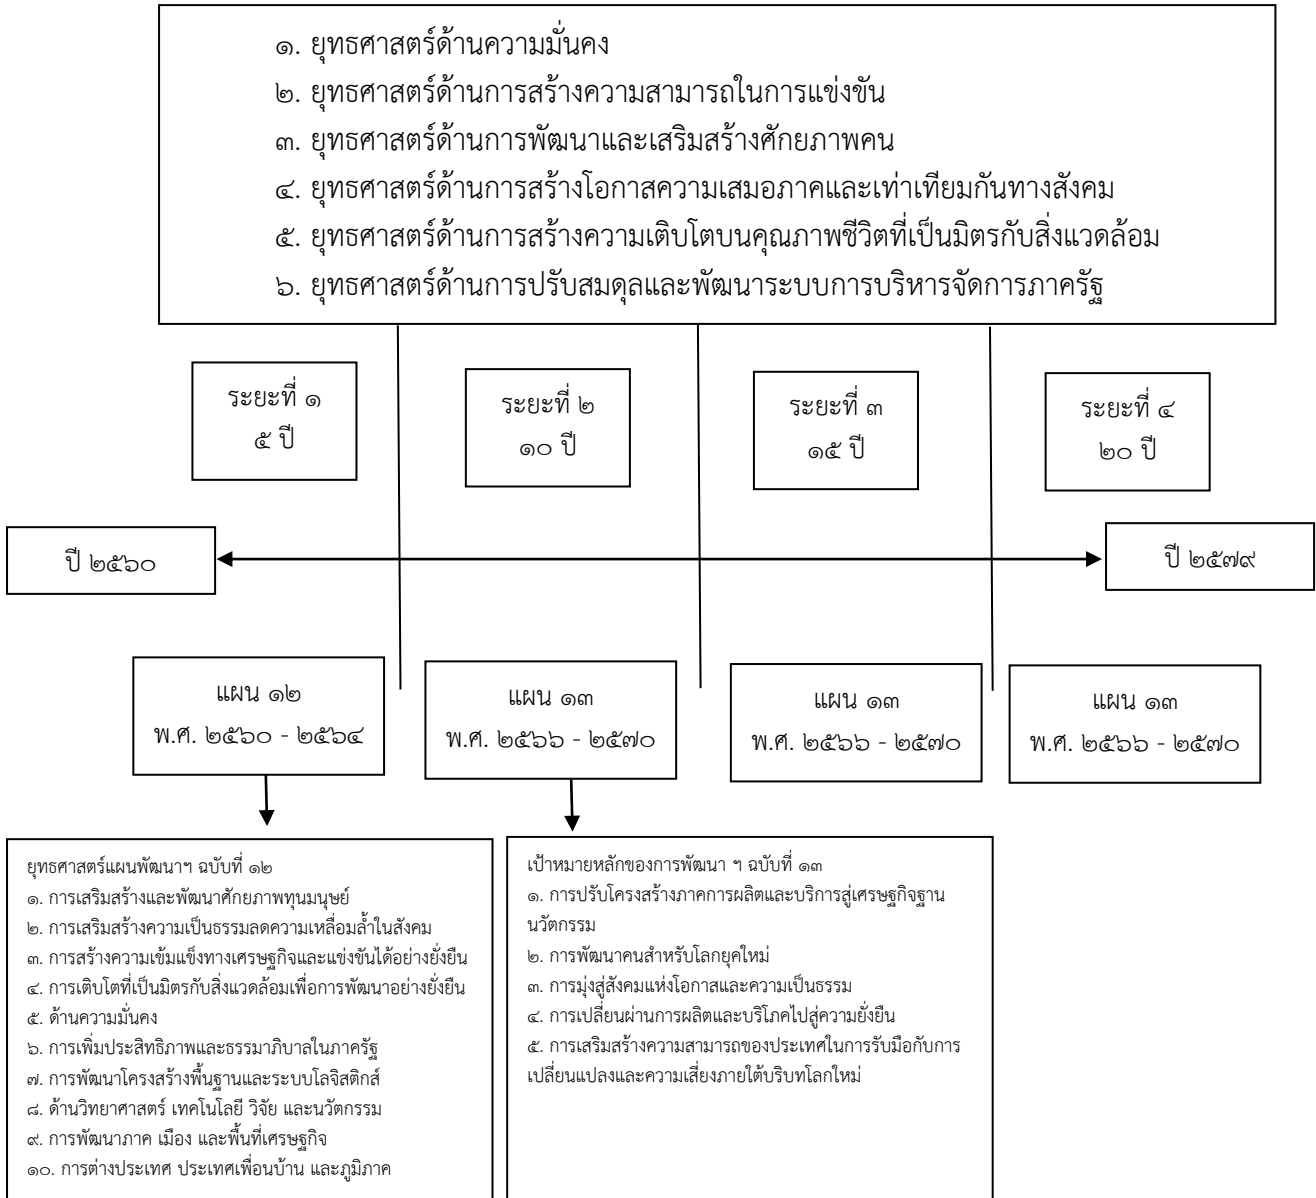 ๑. ยุทธศาสตร์ด้านความมั่นคง
๒. ยุทธศาสตร์ด้านการสร้างความสามารถในการแข่งขัน
๓. ยุทธศาสตร์ด้านการพัฒนาและเสริมสร้างศักยภาพคน
๔. ยุทธศาสตร์ด้านการสร้างโอกาสความเสมอภาคและเท่าเทียมกันทางสังคม
๕. ยุทธศาสตร์ด้านการสร้างความเติบโตบนคุณภาพชีวิตที่เป็นมิตรกับสิ่งแวดล้อม
๖. ยุทธศาสตร์ด้านการปรับสมดุลและพัฒนาระบบการบริหารจัดการภาครัฐ
ระยะที่ ๑
๕ ปี
ระยะที่ ๒
๑๐ ปี
ระยะที่ ๓
๑๕ ปี
ระยะที่ ๔
๒๐ ปี
ปี ๒๕๖๐
ปี ๒๕๗๙
แผน ๑๒
พ.ศ. ๒๕๖๐ - ๒๕๖๔
แผน ๑๓
พ.ศ. ๒๕๖๖ - ๒๕๗๐
แผน ๑๓
พ.ศ. ๒๕๖๖ - ๒๕๗๐
แผน ๑๓
พ.ศ. ๒๕๖๖ - ๒๕๗๐
ยุทธศาสตร์แผนพัฒนาฯ ฉบับที่ ๑๒
๑. การเสริมสร้างและพัฒนาศักยภาพทุนมนุษย์
๒. การเสริมสร้างความเป็นธรรมลดความเหลื่อมล้ำในสังคม
๓. การสร้างความเข้มแข็งทางเศรษฐกิจและแข่งขันได้อย่างยั่งยืน
๔. การเติบโตที่เป็นมิตรกับสิ่งแวดล้อมเพื่อการพัฒนาอย่างยั่งยืน
๕. ด้านความมั่นคง
๖. การเพิ่มประสิทธิภาพและธรรมาภิบาลในภาครัฐ
๗. การพัฒนาโครงสร้างพื้นฐานและระบบโลจิสติกส์
๘. ด้านวิทยาศาสตร์ เทคโนโลยี วิจัย และนวัตกรรม
๙. การพัฒนาภาค เมือง และพื้นที่เศรษฐกิจ
๑๐. การต่างประเทศ ประเทศเพื่อนบ้าน และภูมิภาค
เป้าหมายหลักของการพัฒนา ฯ ฉบับที่ ๑๓
๑. การปรับโครงสร้างภาคการผลิตและบริการสู่เศรษฐกิจฐาน
นวัตกรรม
๒. การพัฒนาคนสำหรับโลกยุคใหม่
๓. การมุ่งสู่สังคมแห่งโอกาสและความเป็นธรรม
๔. การเปลี่ยนผ่านการผลิตและบริโภคไปสู่ความยั่งยืน
๕. การเสริมสร้างความสามารถของประเทศในการรับมือกับการ
เปลี่ยนแปลงและความเสี่ยงภายใต้บริบทโลกใหม่